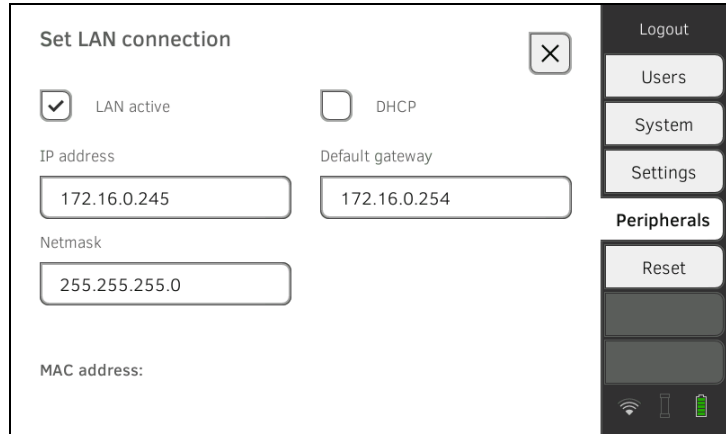 Set LAN connection
LAN active
DHCP
IP address
Default gateway
172.16.0.245
172.16.0.254
Netmask
255.255.255.0
MAC address:
Logout
Users
System
Settings
Peripherals
Reset